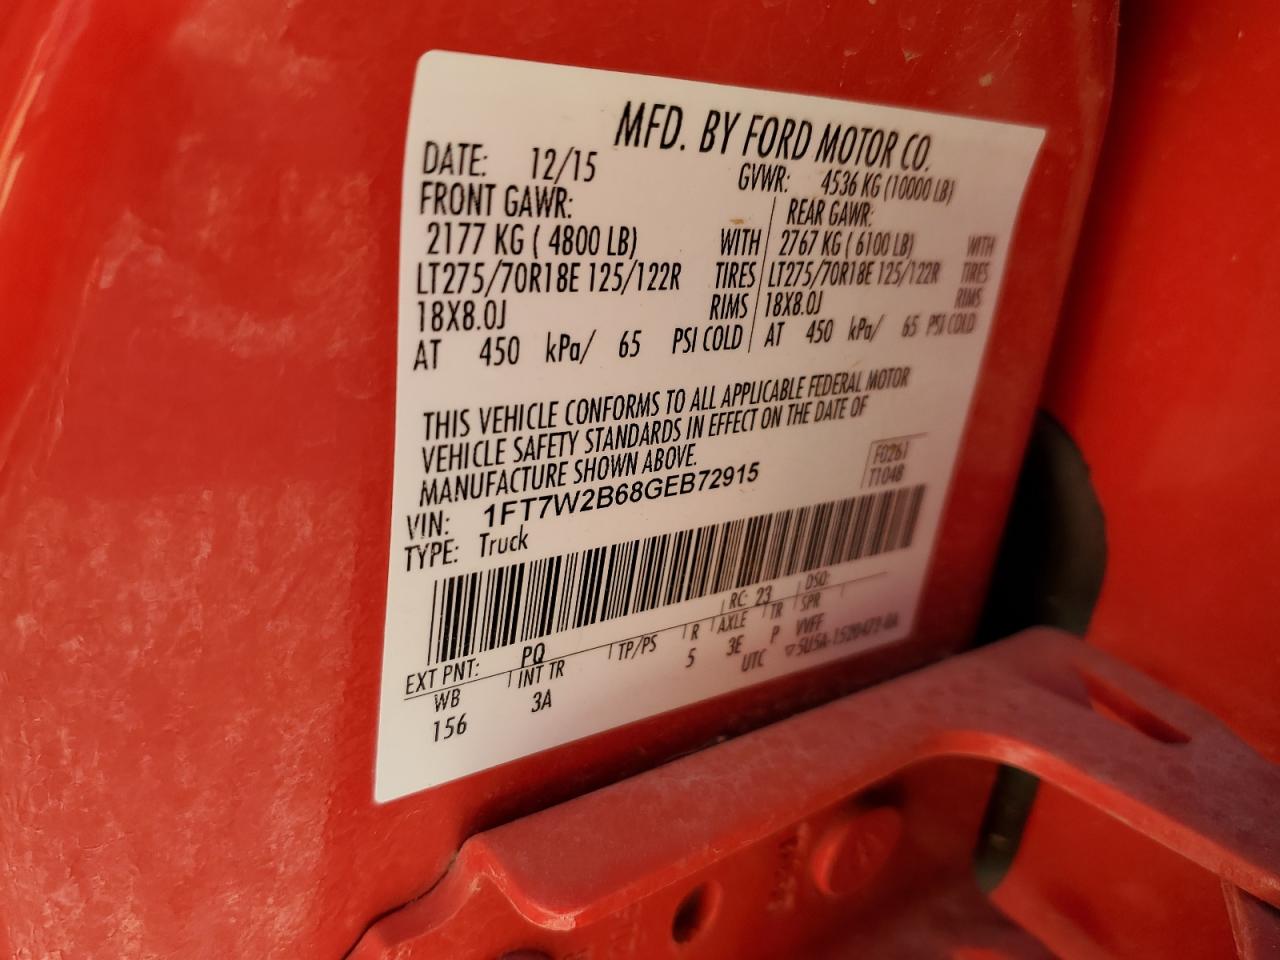 MFD. BY FORD MOTOR CO.
DATE: 12/15 GVWR: 4536 KG (10000 LB)
FRONT GAWR: REAR GAWR:
2177 KG ( 4800 LB) WITH 2767 KG ( 6100 LB) WITH
LT275/70R18E 125/122R TIRES LT275/70R18E 125/122R TIRES
18X8.0J RIMS 18X8.0J RIMS
AT 450 kPa/ 65 PSI COLD AT 450 kPa/ 65 PSI COLD
THIS VEHICLE CONFORMS TO ALL APPLICABLE FEDERAL MOTOR
VEHICLE SAFETY STANDARDS IN EFFECT ON THE DATE OF
MANUFACTURE SHOWN ABOVE.
VIN: 1FT7W2B68GEB72915 F0261
TYPE: Truck T1048
RC: 23 DSO:
EXT PNT: PQ
WB INT TR TP/PS R AXLE TR SPR
156 3A 5 3E P VVFF
UTC